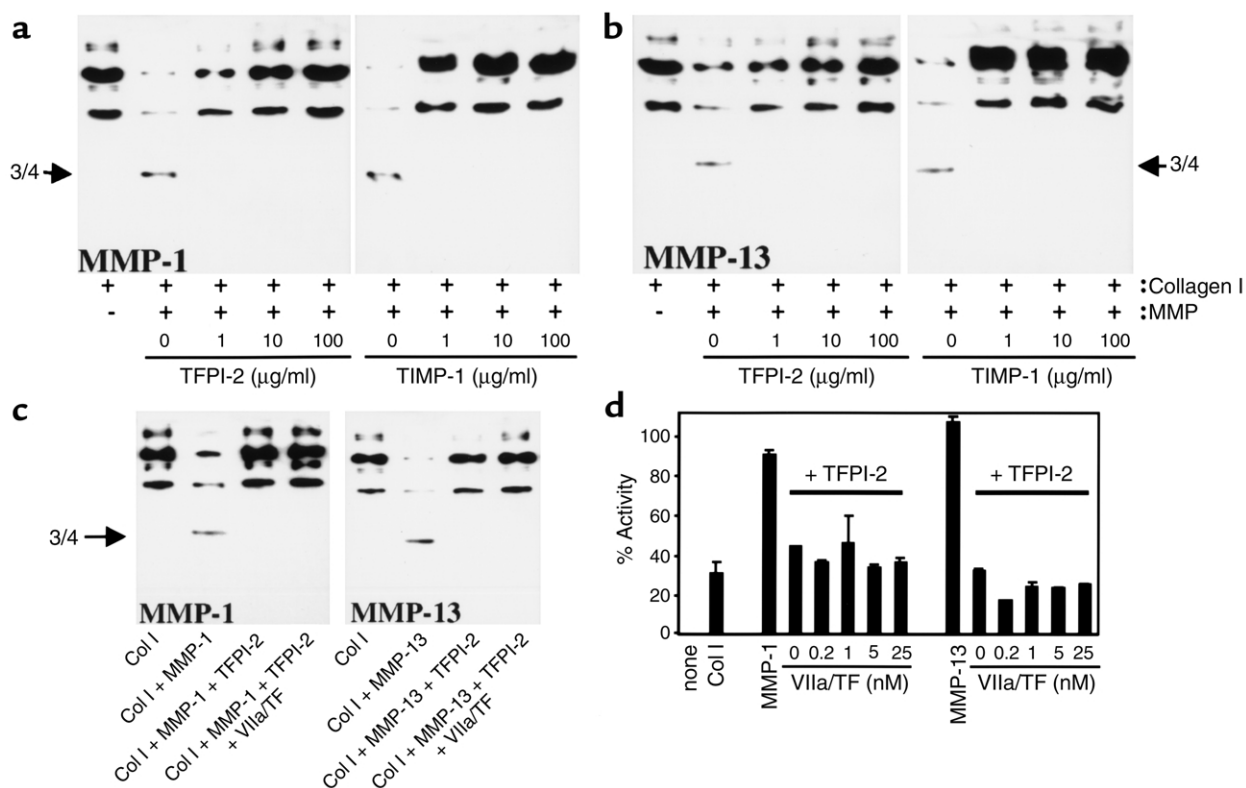 a
b
3/4
3/4
MMP-1
MMP-13
+ + + + + + + + +
+ + + + + + + + + :Collagen I
- + + + + + + + +
- + + + + + + + + :MMP
0 1 10 100 0 1 10 100
0 1 10 100 0 1 10 100
TFPI-2 (µg/ml) TIMP-1 (µg/ml)
TFPI-2 (µg/ml) TIMP-1 (µg/ml)
c
3/4
MMP-1
MMP-13
Col I
Col I + MMP-1
Col I + MMP-1 + TFPI-2
Col I + MMP-1 + TFPI-2
+ VIIa/TF
Col I
Col I + MMP-13
Col I + MMP-13 + TFPI-2
Col I + MMP-13 + TFPI-2
+ VIIa/TF
d
% Activity
100
80
60
40
20
0
+ TFPI-2
+ TFPI-2
none
Col I
MMP-1
0 0.2 1 5 25
VIIa/TF (nM)
MMP-13
0 0.2 1 5 25
VIIa/TF (nM)